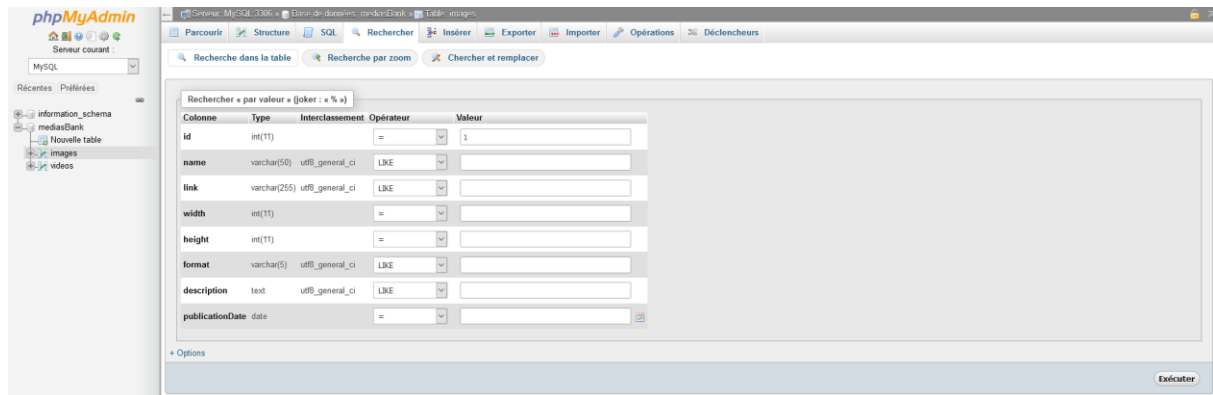 phpMyAdmin
Serveur courant :
MySQL
Récentes Préférées
information_schema
mediasBank
Nouvelle table
images
videos
Serveur: MySQL:3306 » Base de données: mediasBank » Table: images
Parcourir Structure SQL Rechercher Insérer Exporter Importer Opérations Déclencheurs
Recherche dans la table Recherche par zoom Chercher et remplacer
Rechercher « par valeur » (joker : « % »)
Colonne Type Interclassement Opérateur Valeur
id int(11) = 1
name varchar(50) utf8_general_ci LIKE
link varchar(255) utf8_general_ci LIKE
width int(11) =
height int(11) =
format varchar(5) utf8_general_ci LIKE
description text utf8_general_ci LIKE
publicationDate date =
+ Options
Exécuter